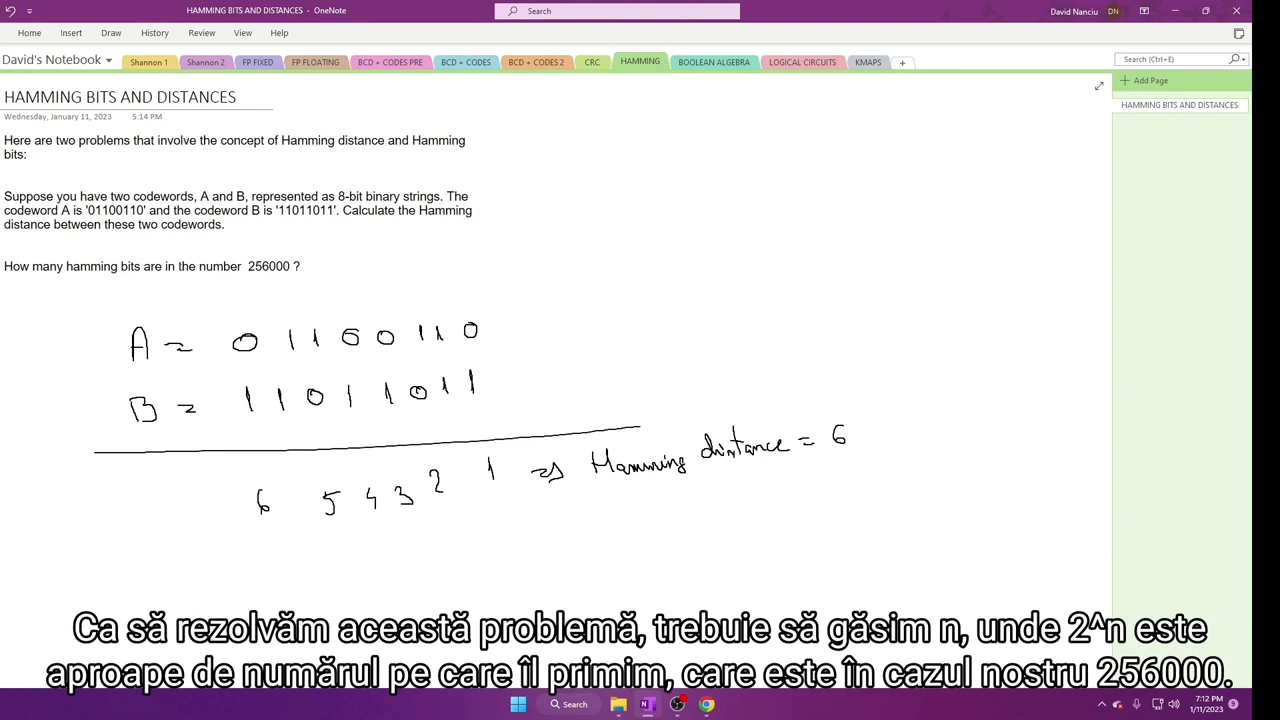 HAMMING BITS AND DISTANCES - OneNote
Search
David Nanciu DN
Home Insert Draw History Review View Help
David's Notebook Shannon 1 Shannon 2 FP FIXED FP FLOATING BCD + CODES PRE BCD + CODES BCD + CODES 2 CRC HAMMING BOOLEAN ALGEBRA LOGICAL CIRCUITS KMAPS + Search (Ctrl+E)
Add Page
HAMMING BITS AND DISTANCES
HAMMING BITS AND DISTANCES
Wednesday, January 11, 2023 5:14 PM
Here are two problems that involve the concept of Hamming distance and Hamming
bits:
Suppose you have two codewords, A and B, represented as 8-bit binary strings. The
codeword A is '01100110' and the codeword B is '11011011'. Calculate the Hamming
distance between these two codewords.
How many hamming bits are in the number 256000 ?
A = 0 1 1 0 0 1 1 0
B = 1 1 0 1 1 0 1 1
6 5 4 3 2 1 => Hamming distance = 6
Ca să rezolvăm această problemă, trebuie să găsim n, unde 2^n este
aproape de numărul pe care îl primim, care este în cazul nostru 256000.
Search
7:12 PM
1/11/2023